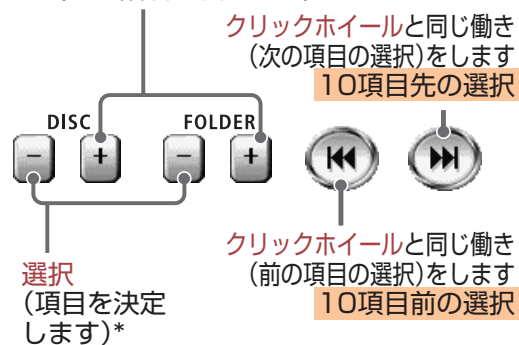 クリックホイールと同じ働き
(次の項目の選択)をします
10項目先の選択
DISC
FOLDER
− + − +
クリックホイールと同じ働き
(前の項目の選択)をします
10項目前の選択
選択
(項目を決定
します)*